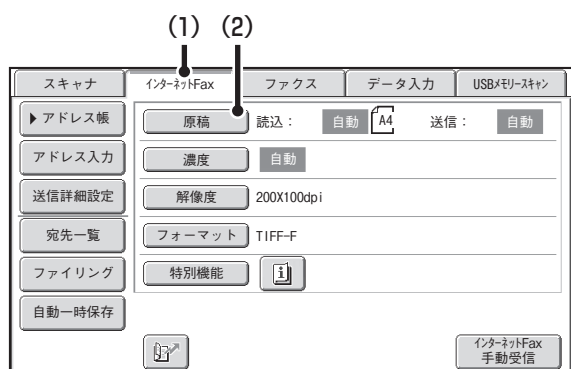 (1) (2)
スキャナ インターネットFax ファクス データ入力 USBメモリースキャン
アドレス帳 原稿 読込： 自動 A4 送信： 自動
アドレス入力 濃度 自動
送信詳細設定 解像度 200X100dpi
宛先一覧 フォーマット TIFF-F
ファイリング 特別機能
自動一時保存
インターネットFax
手動受信